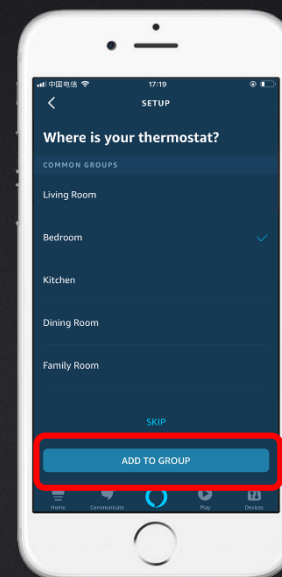 中国电信 17:19
SETUP
Where is your thermostat?
COMMON GROUPS
Living Room
Bedroom
Kitchen
Dining Room
Family Room
SKIP
ADD TO GROUP
Home Communicate Play Devices